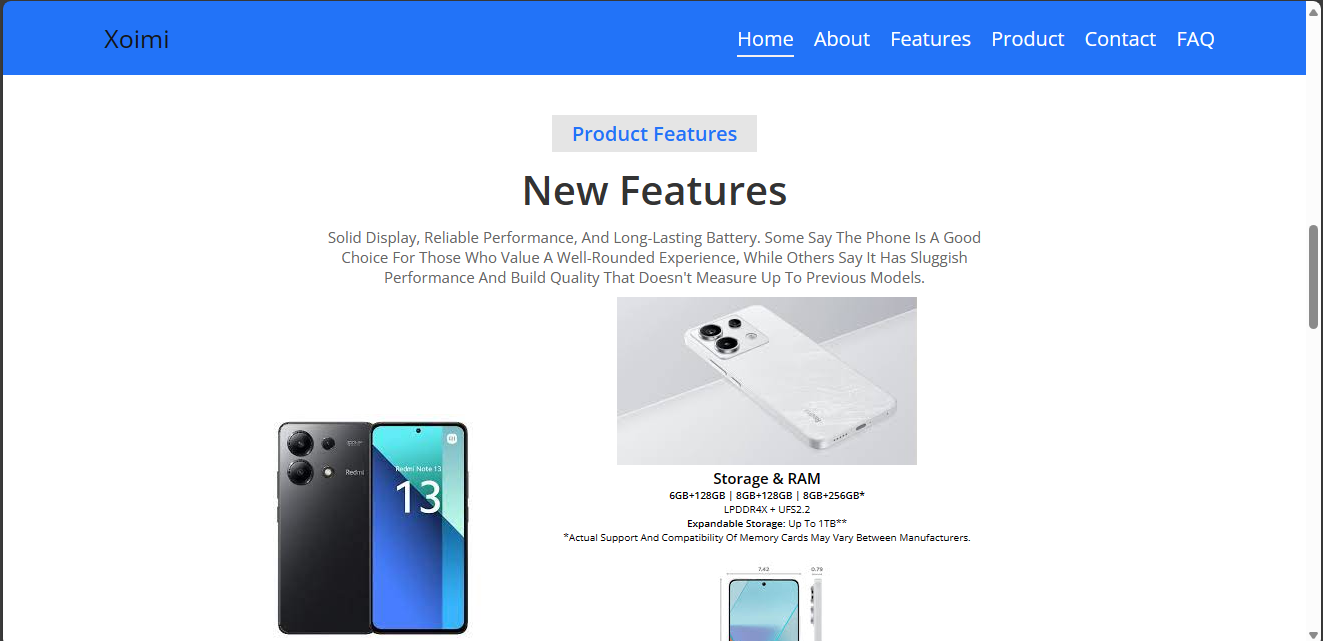 Xoimi
Home About Features Product Contact FAQ
Product Features
New Features
Solid Display, Reliable Performance, And Long-Lasting Battery. Some Say The Phone Is A Good
Choice For Those Who Value A Well-Rounded Experience, While Others Say It Has Sluggish
Performance And Build Quality That Doesn't Measure Up To Previous Models.
Redmi
Redmi Note 13
13
Storage & RAM
6GB+128GB | 8GB+128GB | 8GB+256GB*
LPDDR4X + UFS2.2
Expandable Storage: Up To 1TB**
*Actual Support And Compatibility Of Memory Cards May Vary Between Manufacturers.
7.42 0.79